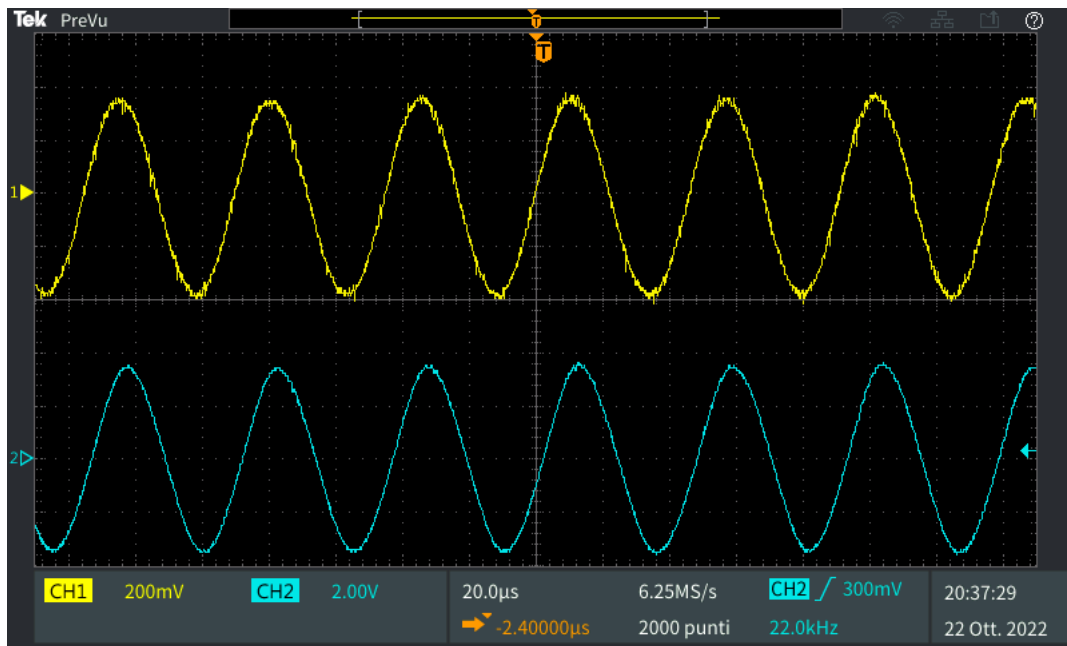 Tek PreVu
T
?
T
1
2
CH1 200mV CH2 2.00V 20.0µs 6.25MS/s CH2 300mV 20:37:29
-2.40000µs 2000 punti 22.0kHz 22 Ott. 2022